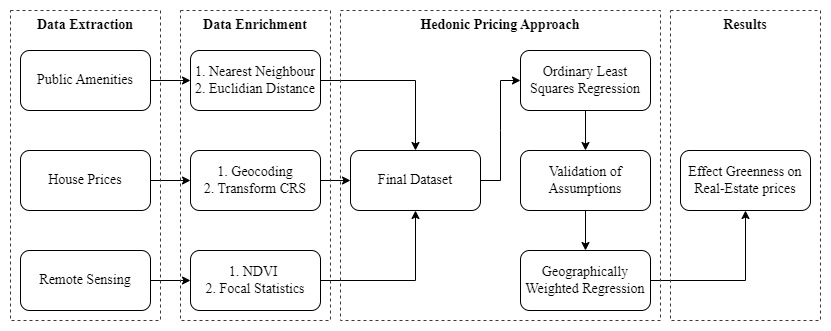 Data Extraction
Public Amenities
House Prices
Remote Sensing
Data Enrichment
1. Nearest Neighbour
2. Euclidian Distance
1. Geocoding
2. Transform CRS
1. NDVI
2. Focal Statistics
Hedonic Pricing Approach
Final Dataset
Ordinary Least
Squares Regression
Validation of
Assumptions
Geographically
Weighted Regression
Results
Effect Greenness on
Real-Estate prices